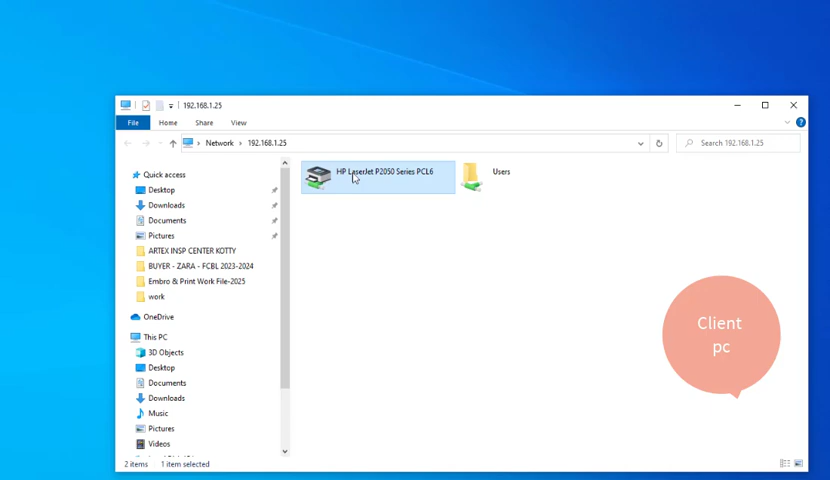 192.168.1.25
File
Home
Share
View
Network
192.168.1.25
Search 192.168.1.25
Quick access
Desktop
Downloads
Documents
Pictures
ARTEX INSP CENTER KOTTY
BUYER - ZARA - FCBL 2023-2024
Embro & Print Work File-2025
work
OneDrive
This PC
3D Objects
Desktop
Documents
Downloads
Music
Pictures
Videos
HP LaserJet P2050 Series PCL6
Users
Client
pc
2 items
1 item selected